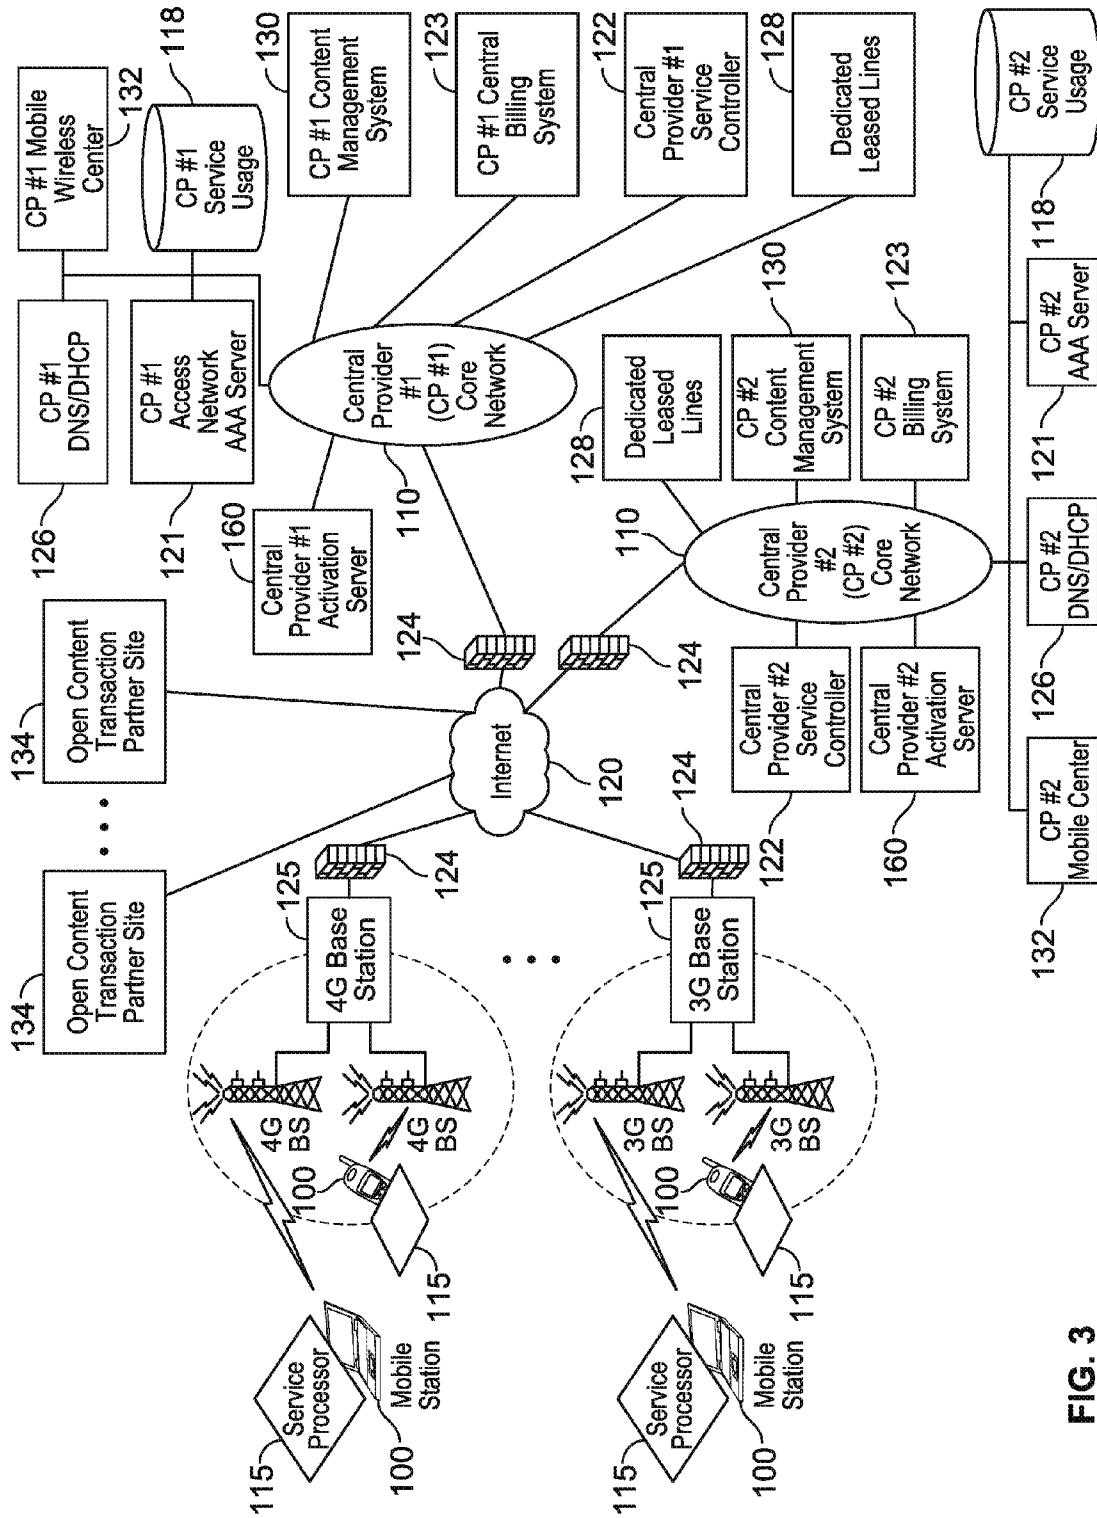 134
Open Content
Transaction
Partner Site
134
Open Content
Transaction
Partner Site
126
CP #1
DNS/DHCP
CP #1 Mobile
Wireless
Center
132
121
CP #1
Access
Network
AAA Server
CP #1
Service
Usage
118
160
Central
Provider #1
Activation
Server
110
Central
Provider
#1
(CP #1)
Core
Network
CP #1 Content
Management
System
130
CP #1 Central
Billing
System
123
Central
Provider #1
Service
Controller
122
Dedicated
Leased Lines
128
115
Service
Processor
100
Mobile
Station
115
100
4G
BS
4G
BS
4G Base
Station
125
124
Internet
120
124
124
115
Service
Processor
100
Mobile
Station
115
100
3G
BS
3G
BS
3G Base
Station
125
124
110
Central
Provider
#2
(CP #2)
Core
Network
128
Dedicated
Leased
Lines
CP #2
Content
Management
System
130
CP #2
Billing
System
123
122
Central
Provider #2
Service
Controller
160
Central
Provider #2
Activation
Server
132
CP #2
Mobile Center
126
CP #2
DNS/DHCP
121
CP #2
AAA Server
118
CP #2
Service
Usage
FIG. 3